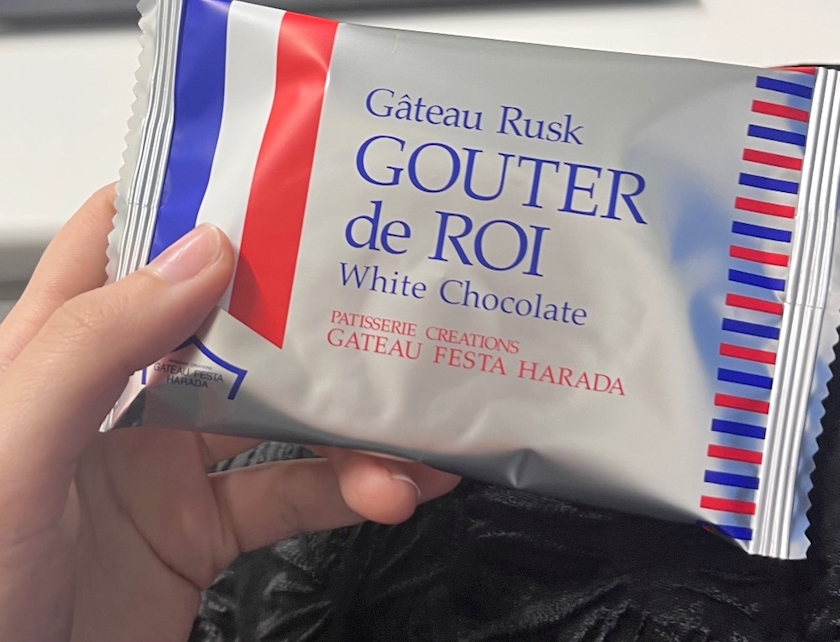 Gâteau Rusk
GOUTER
de ROI
White Chocolate
PATISSERIE CREATIONS
GATEAU FESTA HARADA
GATEAU FESTA
HARADA